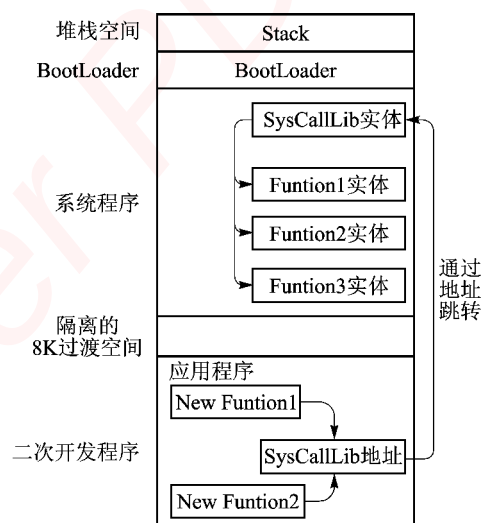 堆栈空间 Stack
BootLoader BootLoader
SysCallLib实体
Funtion1实体
系统程序
Funtion2实体
Funtion3实体
通过
地址
跳转
隔离的
8K过渡空间
应用程序
New Funtion1
二次开发程序
SysCallLib地址
New Funtion2